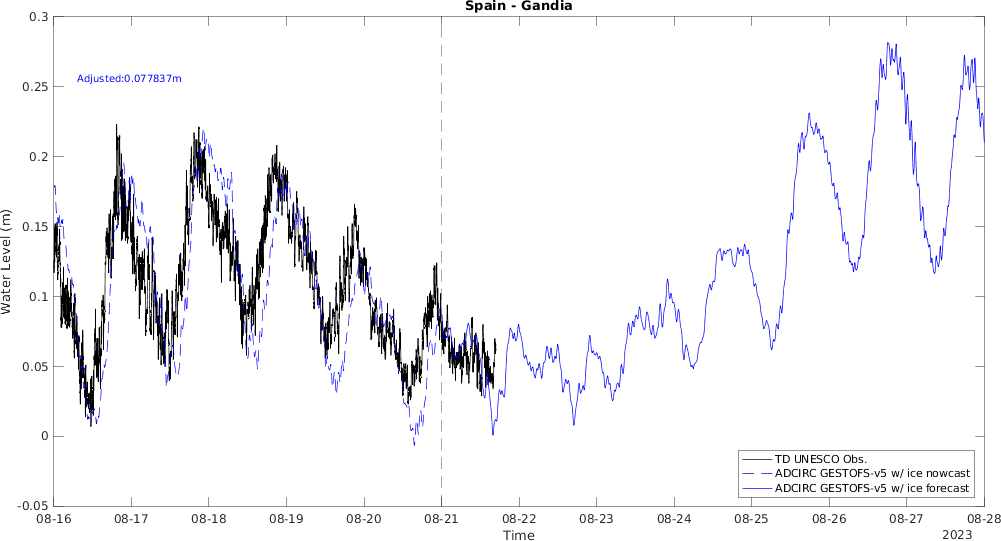 Spain - Gandia
0.3
0.25
0.2
0.15
0.1
0.05
0
-0.05
Water Level (m)
Adjusted:0.077837m
TD UNESCO Obs.
ADCIRC GESTOFS-v5 w/ ice nowcast
ADCIRC GESTOFS-v5 w/ ice forecast
08-16 08-17 08-18 08-19 08-20 08-21 08-22 08-23 08-24 08-25 08-26 08-27 08-28
Time
2023